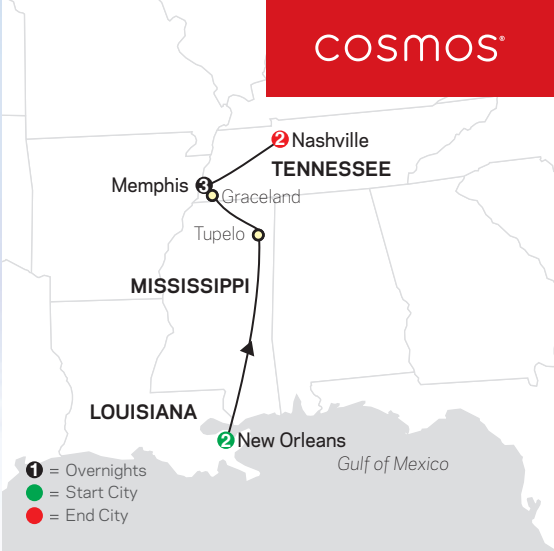 COSMOS®
2 Nashville
TENNESSEE
Memphis 3
Graceland
Tupelo
MISSISSIPPI
LOUISIANA
2 New Orleans
Gulf of Mexico
1 = Overnights
= Start City
= End City